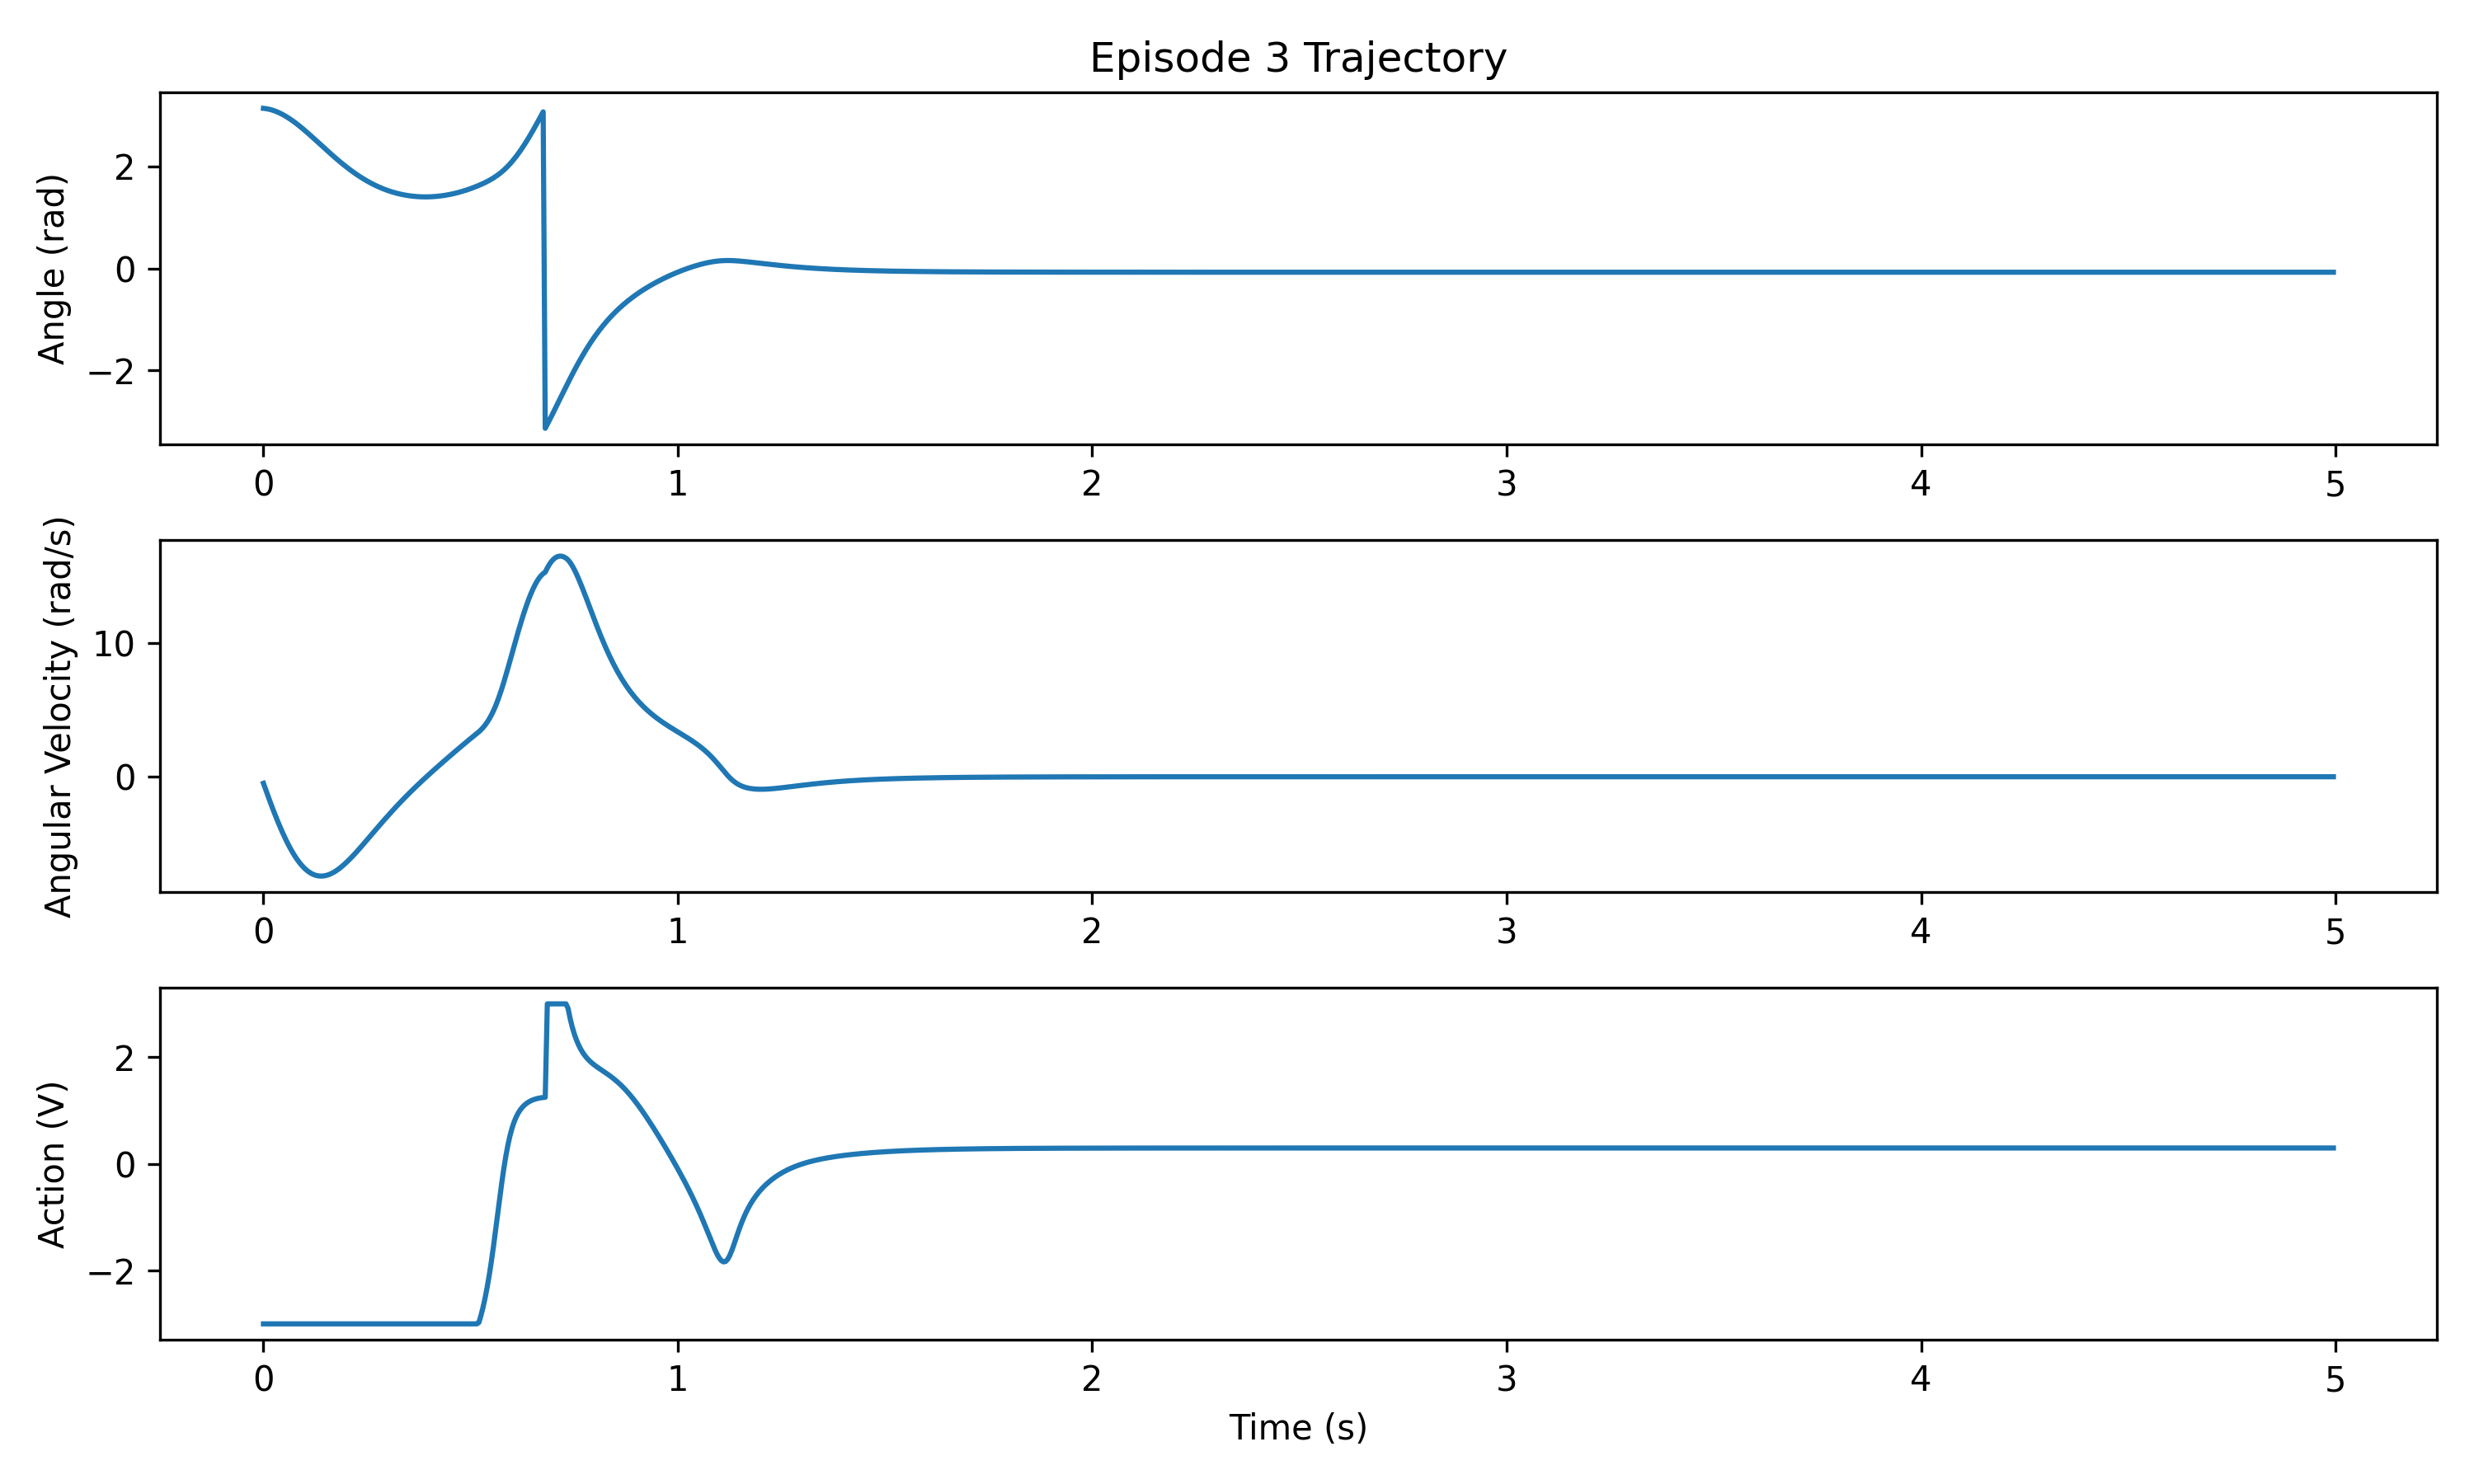 Episode 3 Trajectory
Angle (rad)
2
0
−2
0 1 2 3 4 5
Angular Velocity (rad/s)
10
0
0 1 2 3 4 5
Action (V)
2
0
−2
0 1 2 3 4 5
Time (s)